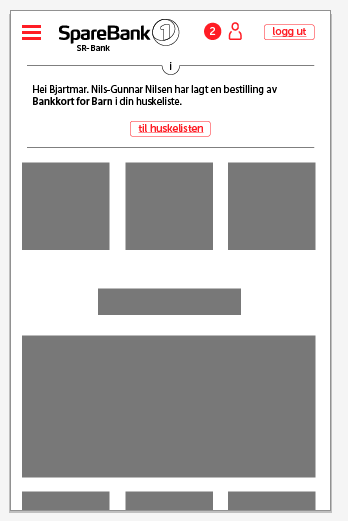 SpareBank 1
SR-Bank
2
logg ut
i
Hei Bjartmar. Nils-Gunnar Nilsen har lagt en bestilling av
Bankkort for Barn i din huskeliste.
til huskelisten